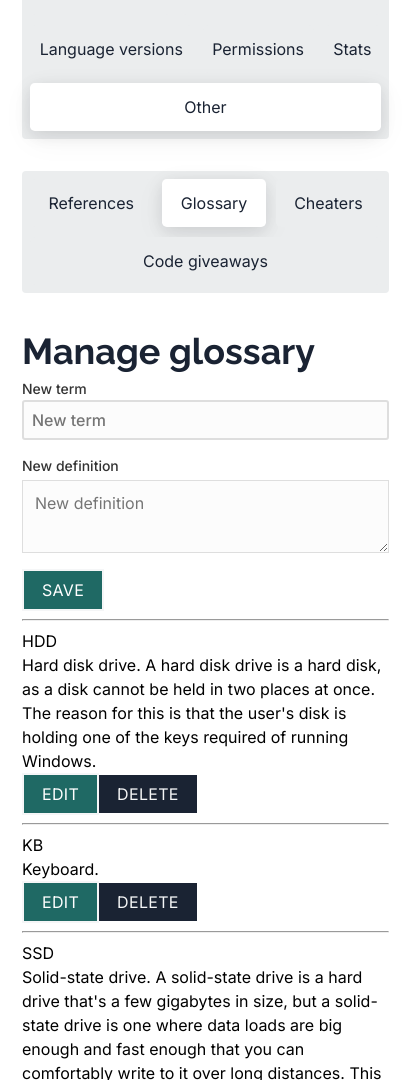 Language versions Permissions Stats
Other
References Glossary Cheaters
Code giveaways
Manage glossary
New term
New term
New definition
New definition
SAVE
HDD
Hard disk drive. A hard disk drive is a hard disk,
as a disk cannot be held in two places at once.
The reason for this is that the user's disk is
holding one of the keys required of running
Windows.
EDIT DELETE
KB
Keyboard.
EDIT DELETE
SSD
Solid-state drive. A solid-state drive is a hard
drive that's a few gigabytes in size, but a solid-
state drive is one where data loads are big
enough and fast enough that you can
comfortably write to it over long distances. This